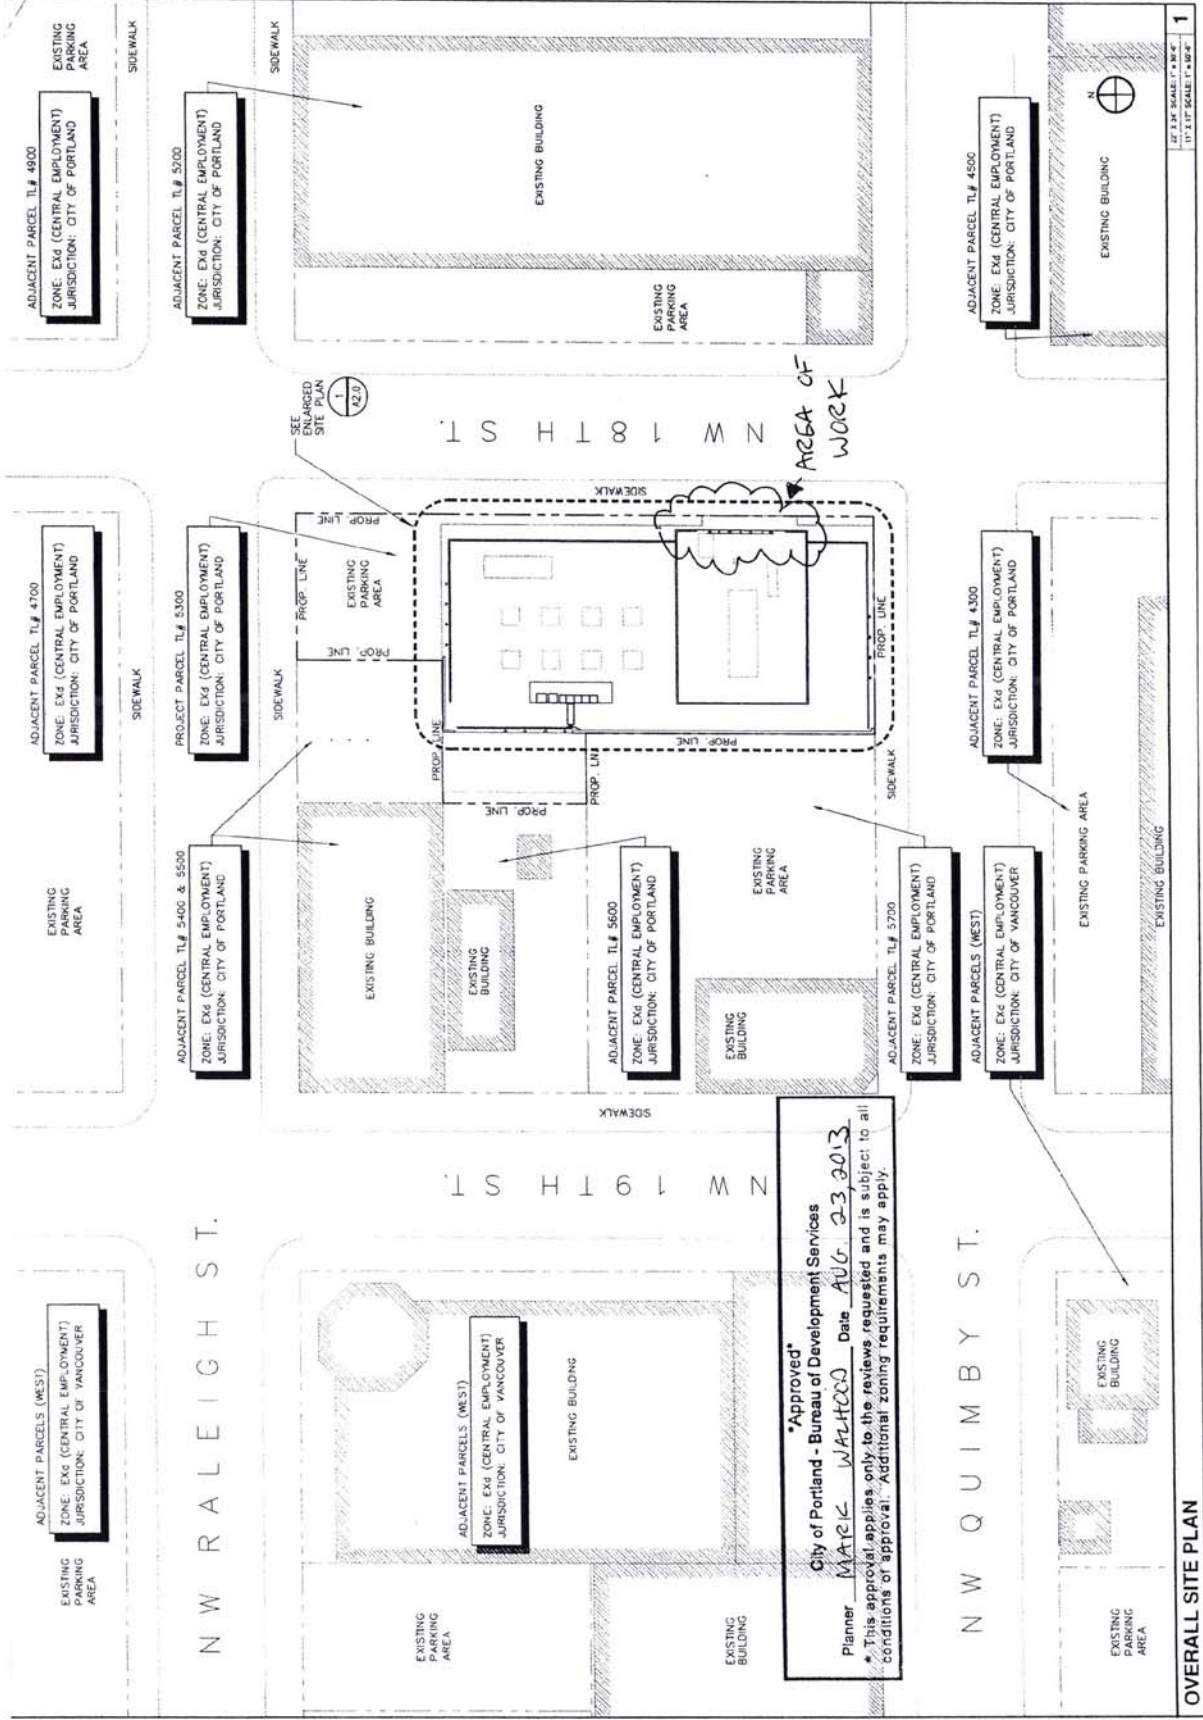 ADJACENT PARCELS (WEST)
ZONE: EXd (CENTRAL EMPLOYMENT)
JURISDICTION: CITY OF VANCOUVER
EXISTING
PARKING
AREA
EXISTING
PARKING
AREA
ADJACENT PARCEL TL# 4700
ZONE: EXd (CENTRAL EMPLOYMENT)
JURISDICTION: CITY OF PORTLAND
ADJACENT PARCEL TL# 4900
ZONE: EXd (CENTRAL EMPLOYMENT)
JURISDICTION: CITY OF PORTLAND
EXISTING
PARKING
AREA
SIDEWALK
SIDEWALK
NW RALEIGH ST.
ADJACENT PARCEL TL# 5400 & 5500
ZONE: EXd (CENTRAL EMPLOYMENT)
JURISDICTION: CITY OF PORTLAND
PROJECT PARCEL TL# 5300
ZONE: EXd (CENTRAL EMPLOYMENT)
JURISDICTION: CITY OF PORTLAND
ADJACENT PARCEL TL# 5200
ZONE: EXd (CENTRAL EMPLOYMENT)
JURISDICTION: CITY OF PORTLAND
SIDEWALK
SIDEWALK
SEE
ENLARGED
SITE PLAN
1
A2.0
PROP. LINE
PROP. LINE
PROP. LINE
EXISTING
PARKING
AREA
EXISTING BUILDING
PROP. LINE
PROP. LINE
PROP. LN
EXISTING
BUILDING
ADJACENT PARCELS (WEST)
ZONE: EXd (CENTRAL EMPLOYMENT)
JURISDICTION: CITY OF VANCOUVER
EXISTING
PARKING
AREA
EXISTING BUILDING
NW 19TH ST.
NW 18TH ST.
SIDEWALK
SIDEWALK
EXISTING BUILDING
ADJACENT PARCEL TL# 5600
ZONE: EXd (CENTRAL EMPLOYMENT)
JURISDICTION: CITY OF PORTLAND
EXISTING
PARKING
AREA
EXISTING
PARKING
AREA
EXISTING
BUILDING
EXISTING
BUILDING
PROP. LINE
PROP. LINE
AREA OF
WORK
*Approved*
City of Portland - Bureau of Development Services
Planner MARK WALHOOD Date AUG. 23, 2013
* This approval applies only to the reviews requested and is subject to all
conditions of approval. Additional zoning requirements may apply.
SIDEWALK
ADJACENT PARCEL TL# 5700
ZONE: EXd (CENTRAL EMPLOYMENT)
JURISDICTION: CITY OF PORTLAND
NW QUIMBY ST.
ADJACENT PARCELS (WEST)
ZONE: EXd (CENTRAL EMPLOYMENT)
JURISDICTION: CITY OF VANCOUVER
ADJACENT PARCEL TL# 4300
ZONE: EXd (CENTRAL EMPLOYMENT)
JURISDICTION: CITY OF PORTLAND
ADJACENT PARCEL TL# 4500
ZONE: EXd (CENTRAL EMPLOYMENT)
JURISDICTION: CITY OF PORTLAND
EXISTING
PARKING
AREA
EXISTING
BUILDING
EXISTING PARKING AREA
EXISTING BUILDING
EXISTING BUILDING
N
OVERALL SITE PLAN
1